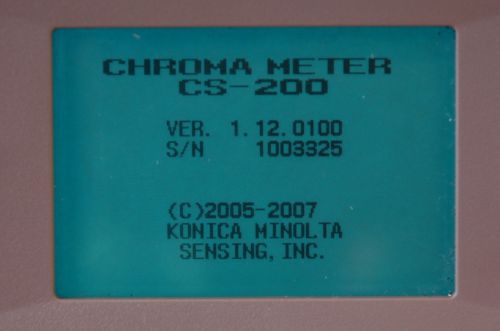 CHROMA METER
CS-200
VER. 1.12.0100
S/N 1003325
(C)2005-2007
KONICA MINOLTA
SENSING, INC.